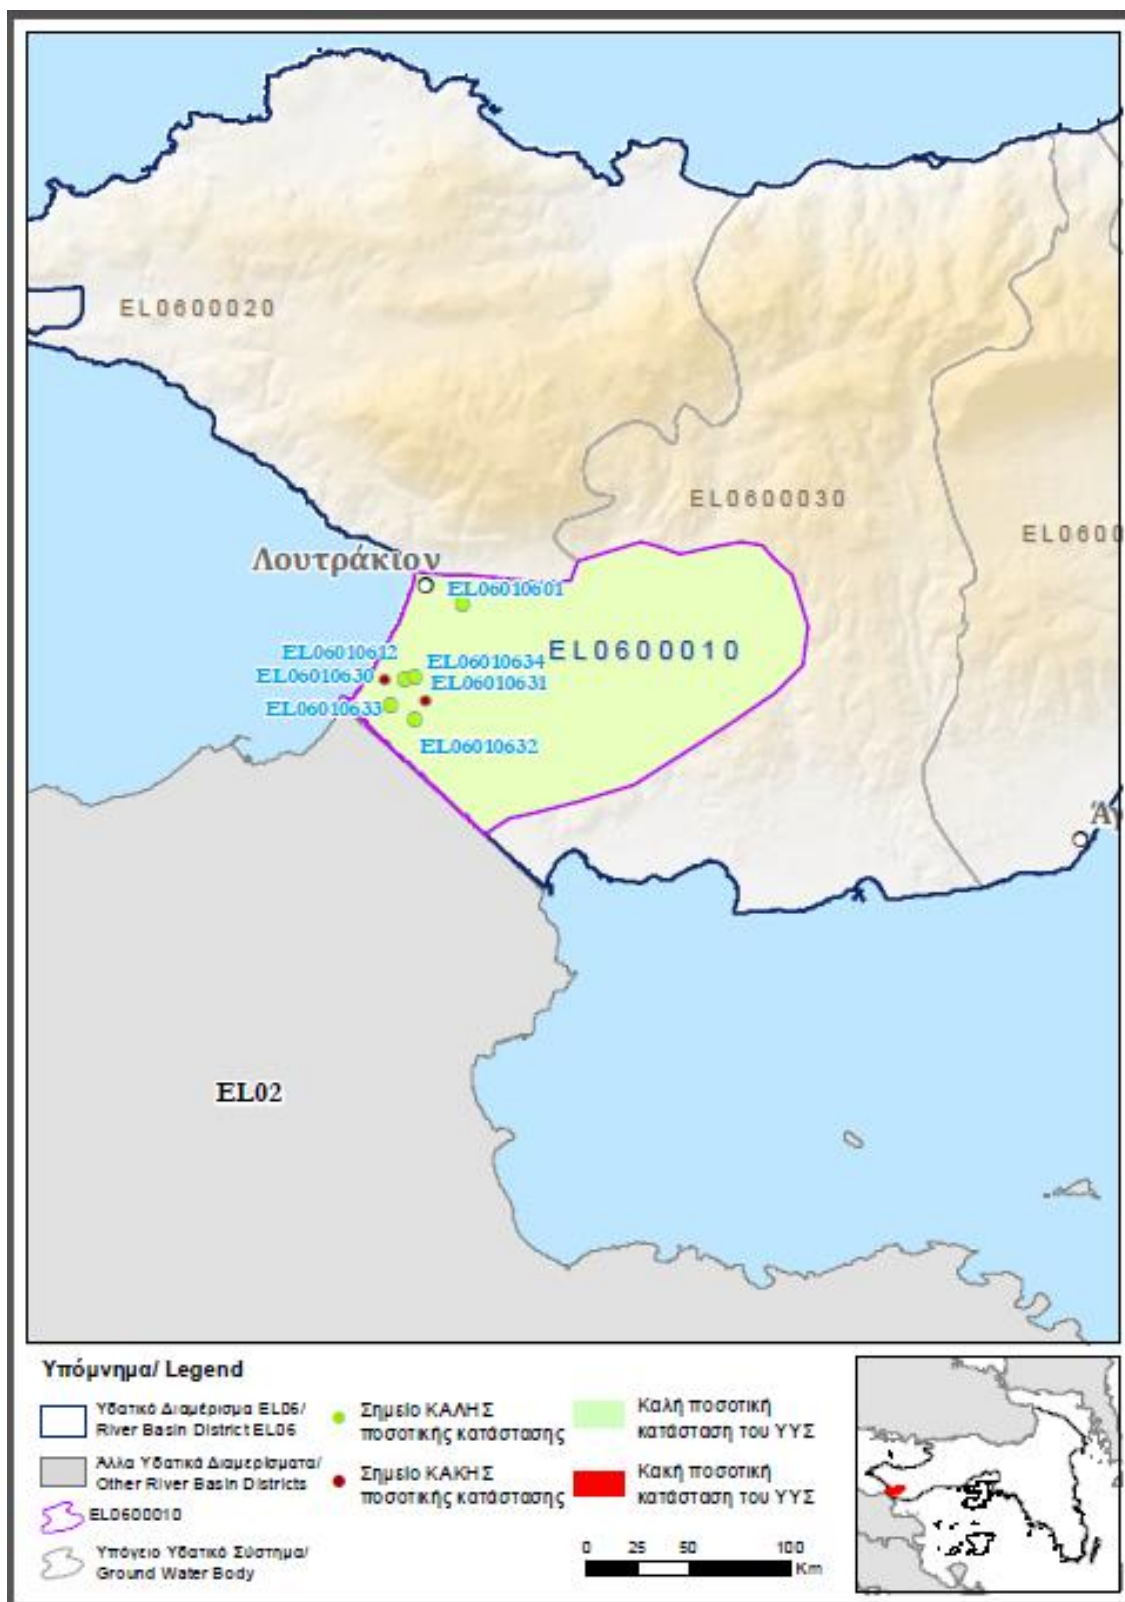 EL0600020
EL0600030
EL0600
Λουτράκιον
EL06010601
EL0600010
EL06010612
EL06010634
EL06010630
EL06010631
EL06010633
EL06010632
Άγ
EL02
Υπόμνημα/ Legend
Υδατικό Διαμέρισμα EL06/
River Basin District EL06
Άλλα Υδατικά Διαμερίσματα/
Other River Basin Districts
EL0600010
Υπόγειο Υδατικό Σύστημα/
Ground Water Body
Σημείο ΚΑΛΗΣ
ποσοτικής κατάστασης
Σημείο ΚΑΚΗΣ
ποσοτικής κατάστασης
Καλή ποσοτική
κατάσταση του ΥΥΣ
Κακή ποσοτική
κατάσταση του ΥΥΣ
0 25 50 100
Km